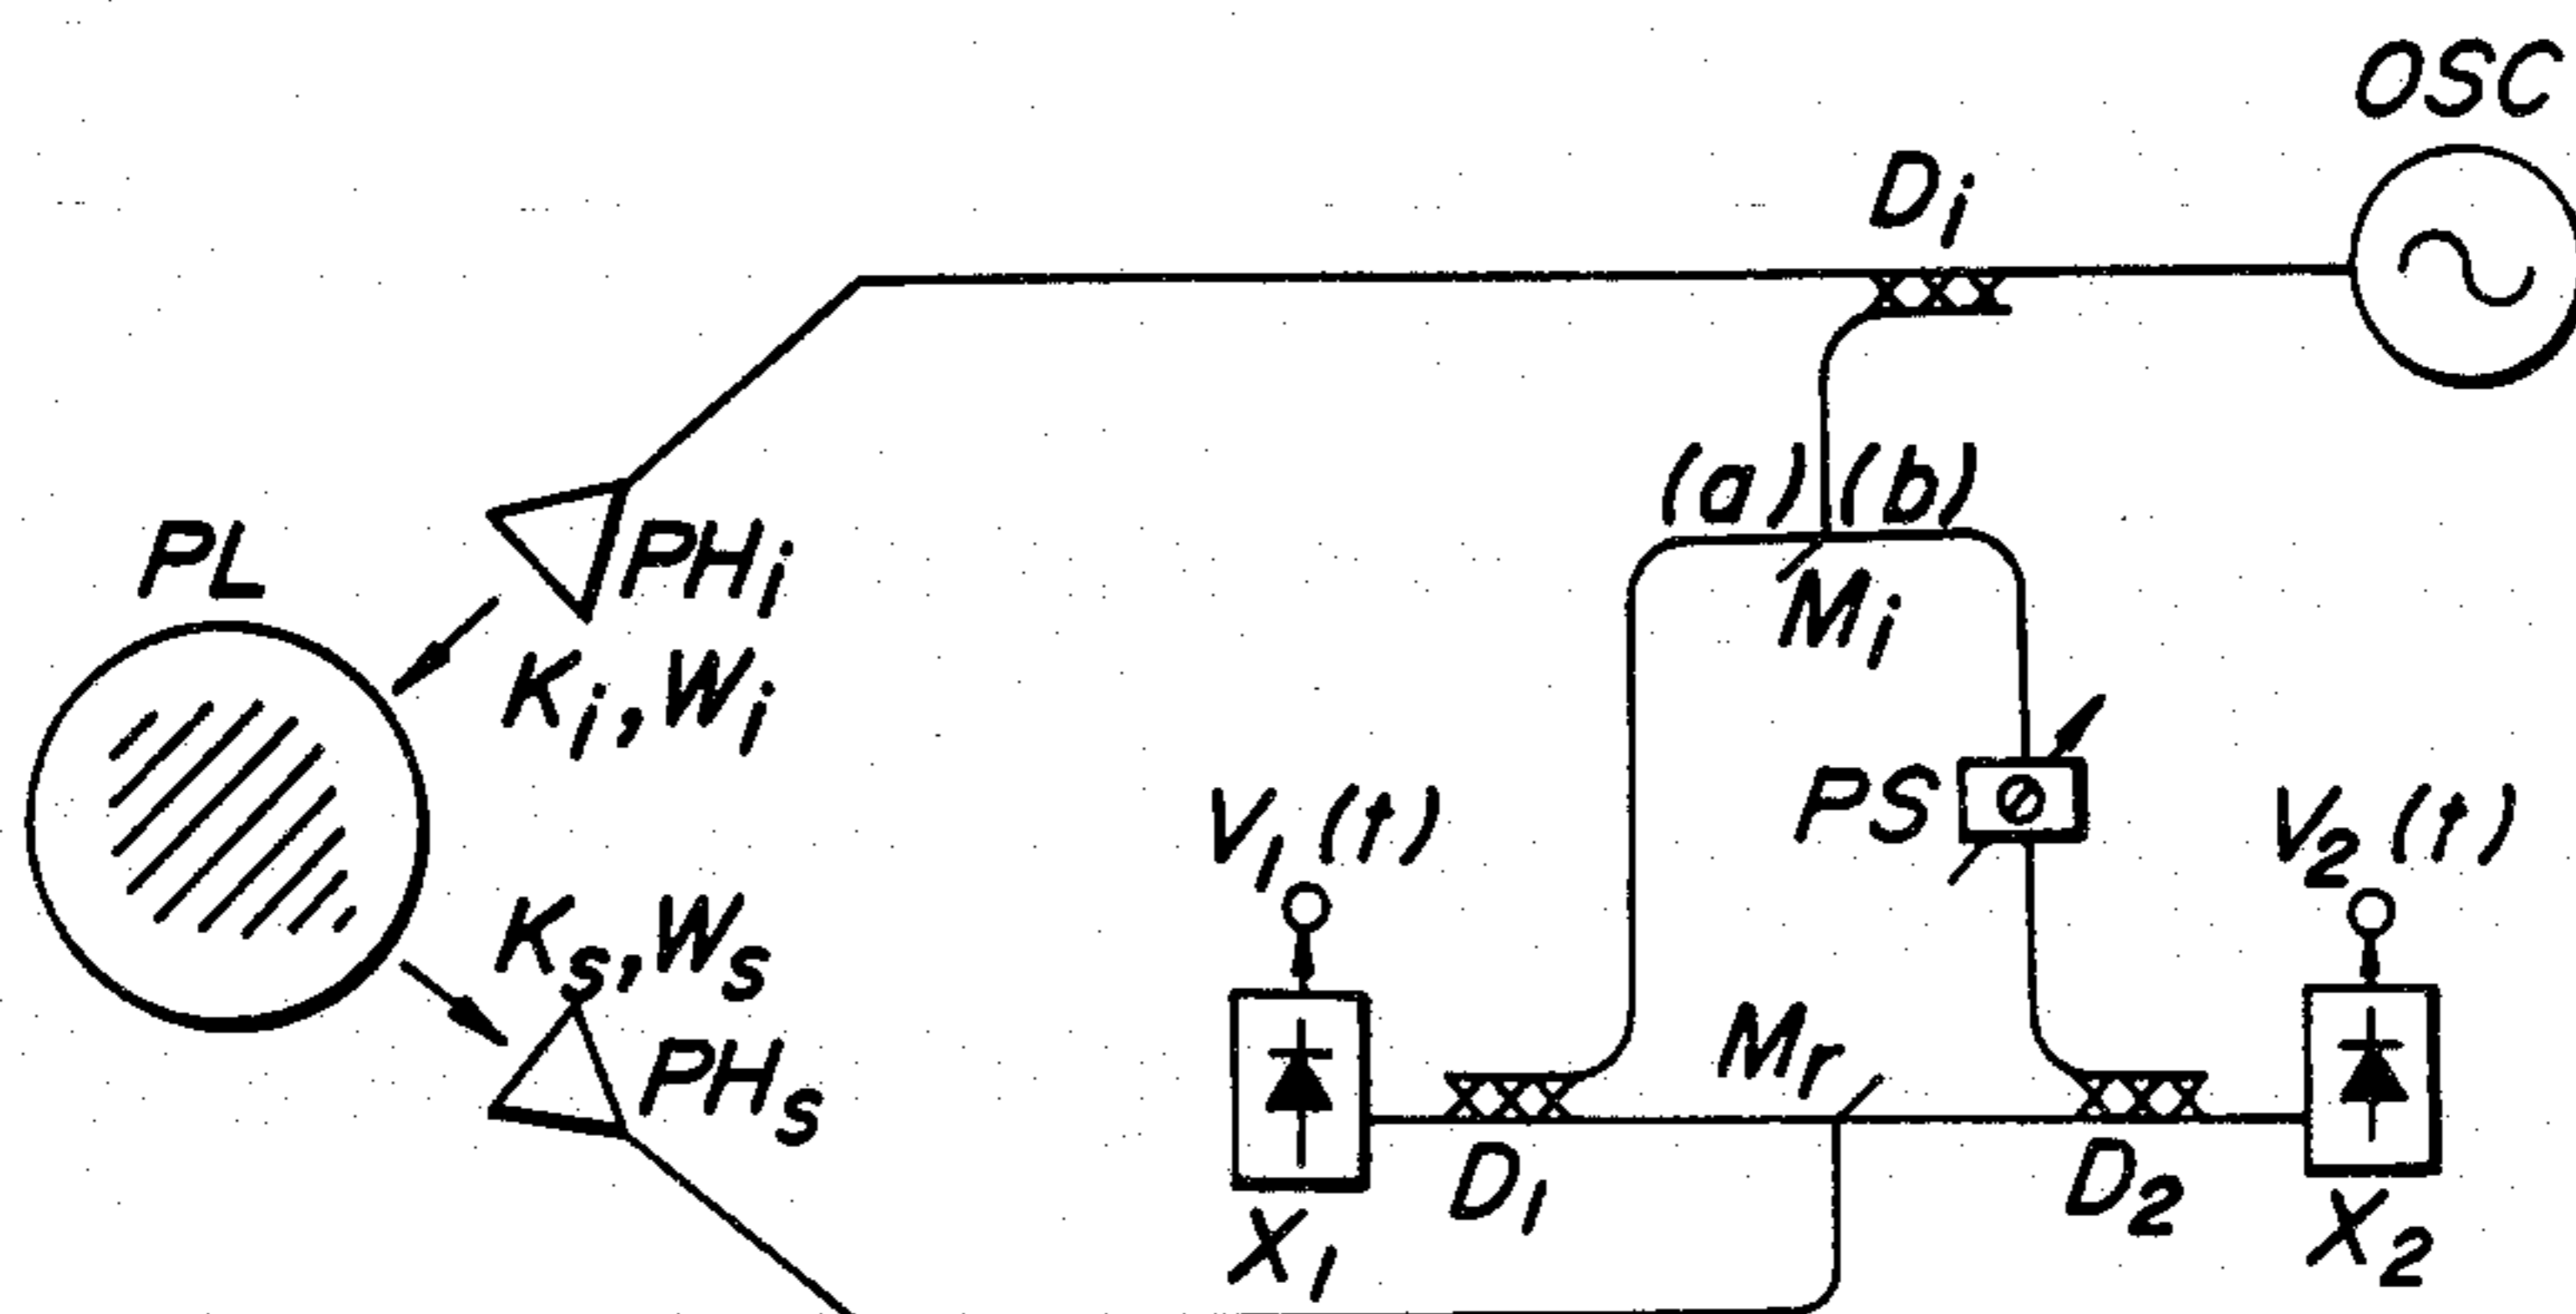 OSC
Di
(a) (b)
PL
PHi
Mi
Ki, Wi
PS
V1 (t)
V2 (t)
Ks, Ws
Mr
PHs
D1
D2
X1
X2